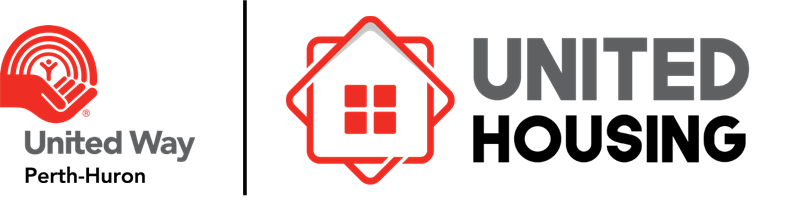 ®
United Way
Perth-Huron
UNITED
HOUSING